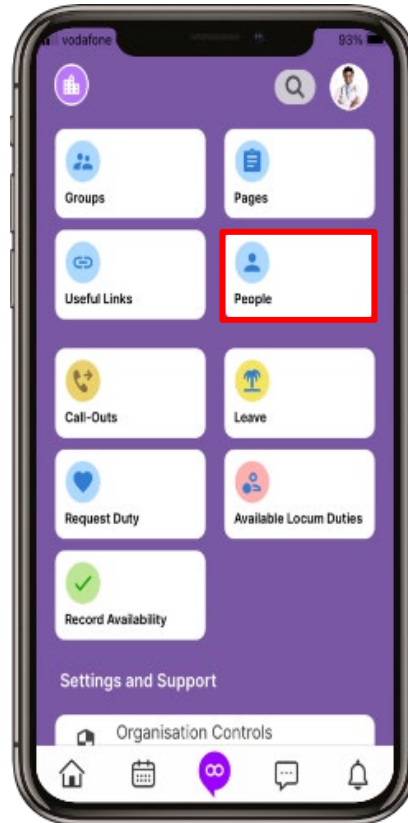 vodafone 93%
Groups Pages
Useful Links People
Call-Outs Leave
Request Duty Available Locum Duties
Record Availability
Settings and Support
Organisation Controls